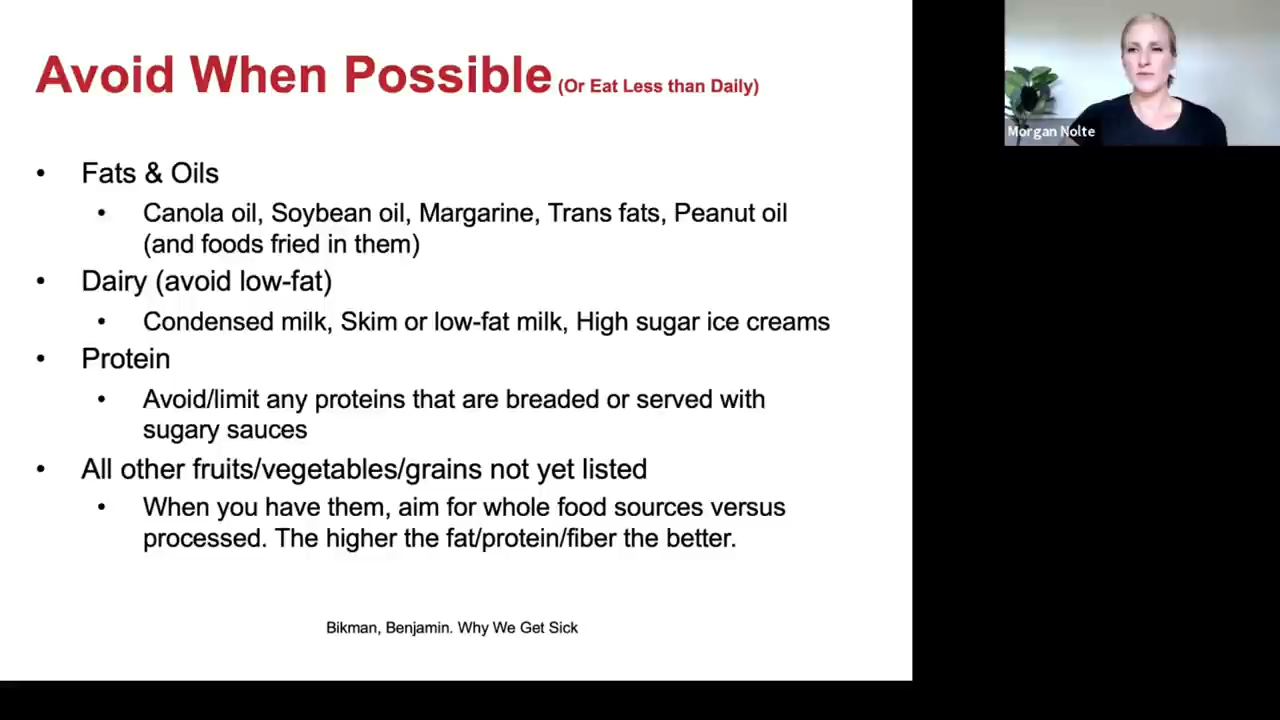 Avoid When Possible (Or Eat Less than Daily)
• Fats & Oils
• Canola oil, Soybean oil, Margarine, Trans fats, Peanut oil
(and foods fried in them)
• Dairy (avoid low-fat)
• Condensed milk, Skim or low-fat milk, High sugar ice creams
• Protein
• Avoid/limit any proteins that are breaded or served with
sugary sauces
• All other fruits/vegetables/grains not yet listed
• When you have them, aim for whole food sources versus
processed. The higher the fat/protein/fiber the better.
Bikman, Benjamin. Why We Get Sick
Morgan Nolte